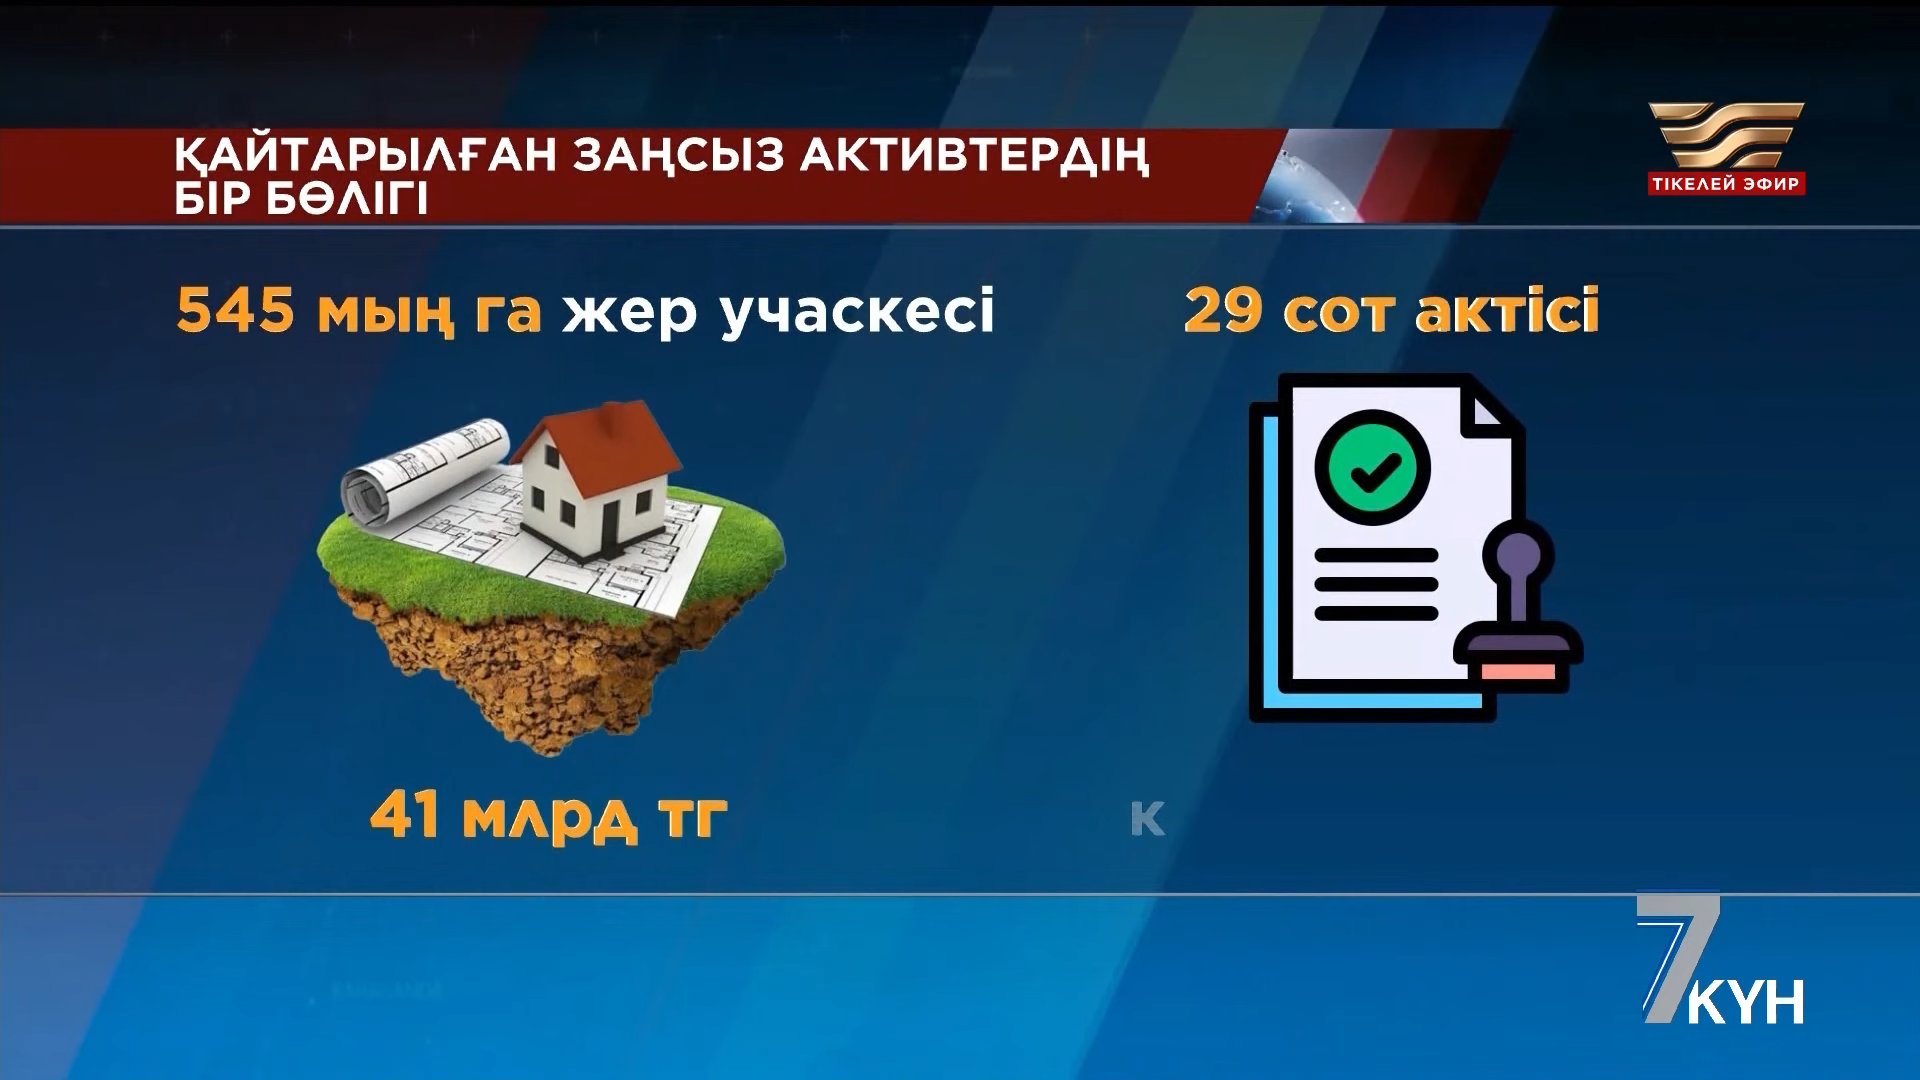 ҚАЙТАРЫЛҒАН ЗАҢСЫЗ АКТИВТЕРДІҢ
БІР БӨЛІГІ
ТІКЕЛЕЙ ЭФИР
545 мың га жер учаскесі
29 сот актісі
41 млрд тг
К
7 КҮН